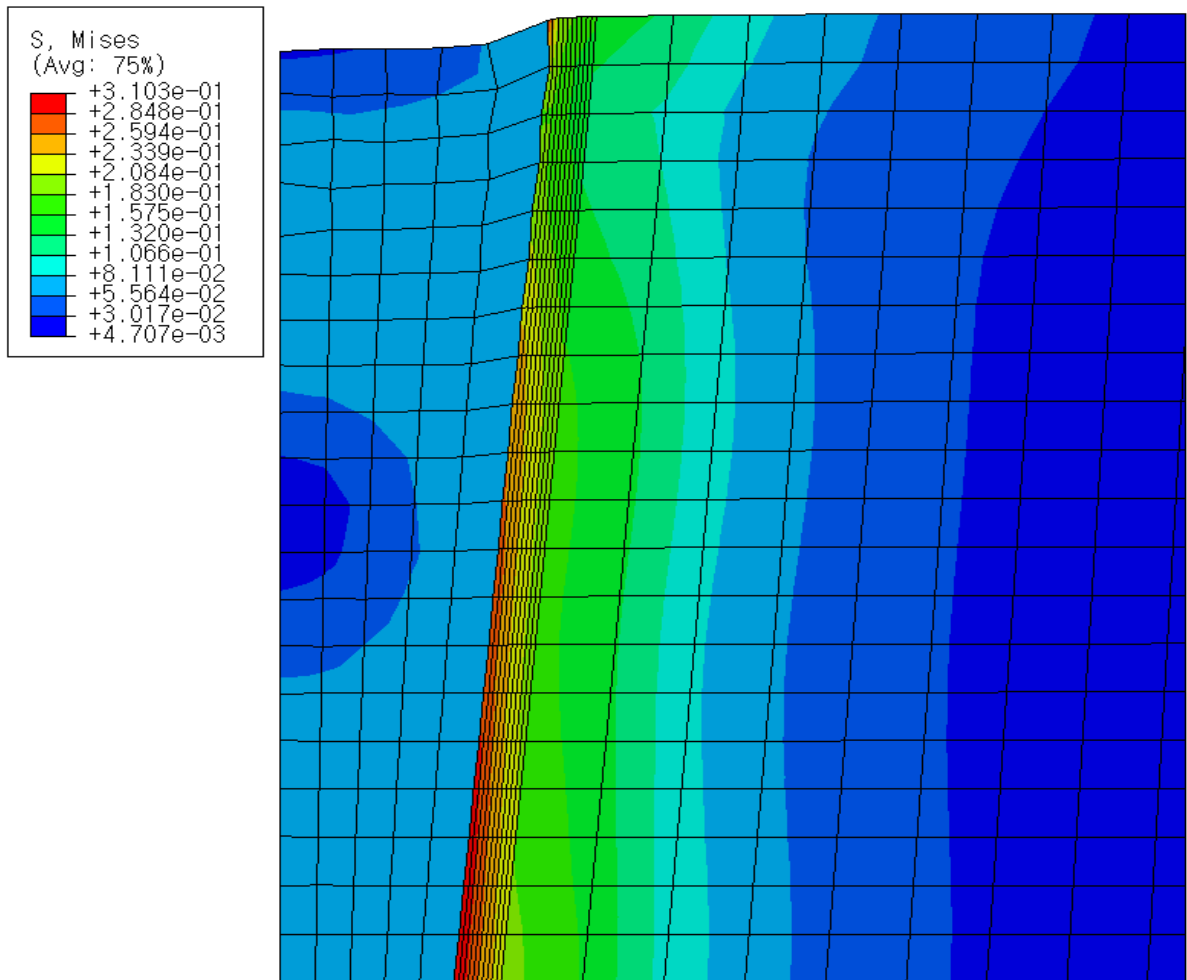 S, Mises
(Avg: 75%)
+3.103e-01
+2.848e-01
+2.594e-01
+2.339e-01
+2.084e-01
+1.830e-01
+1.575e-01
+1.320e-01
+1.066e-01
+8.111e-02
+5.564e-02
+3.017e-02
+4.707e-03